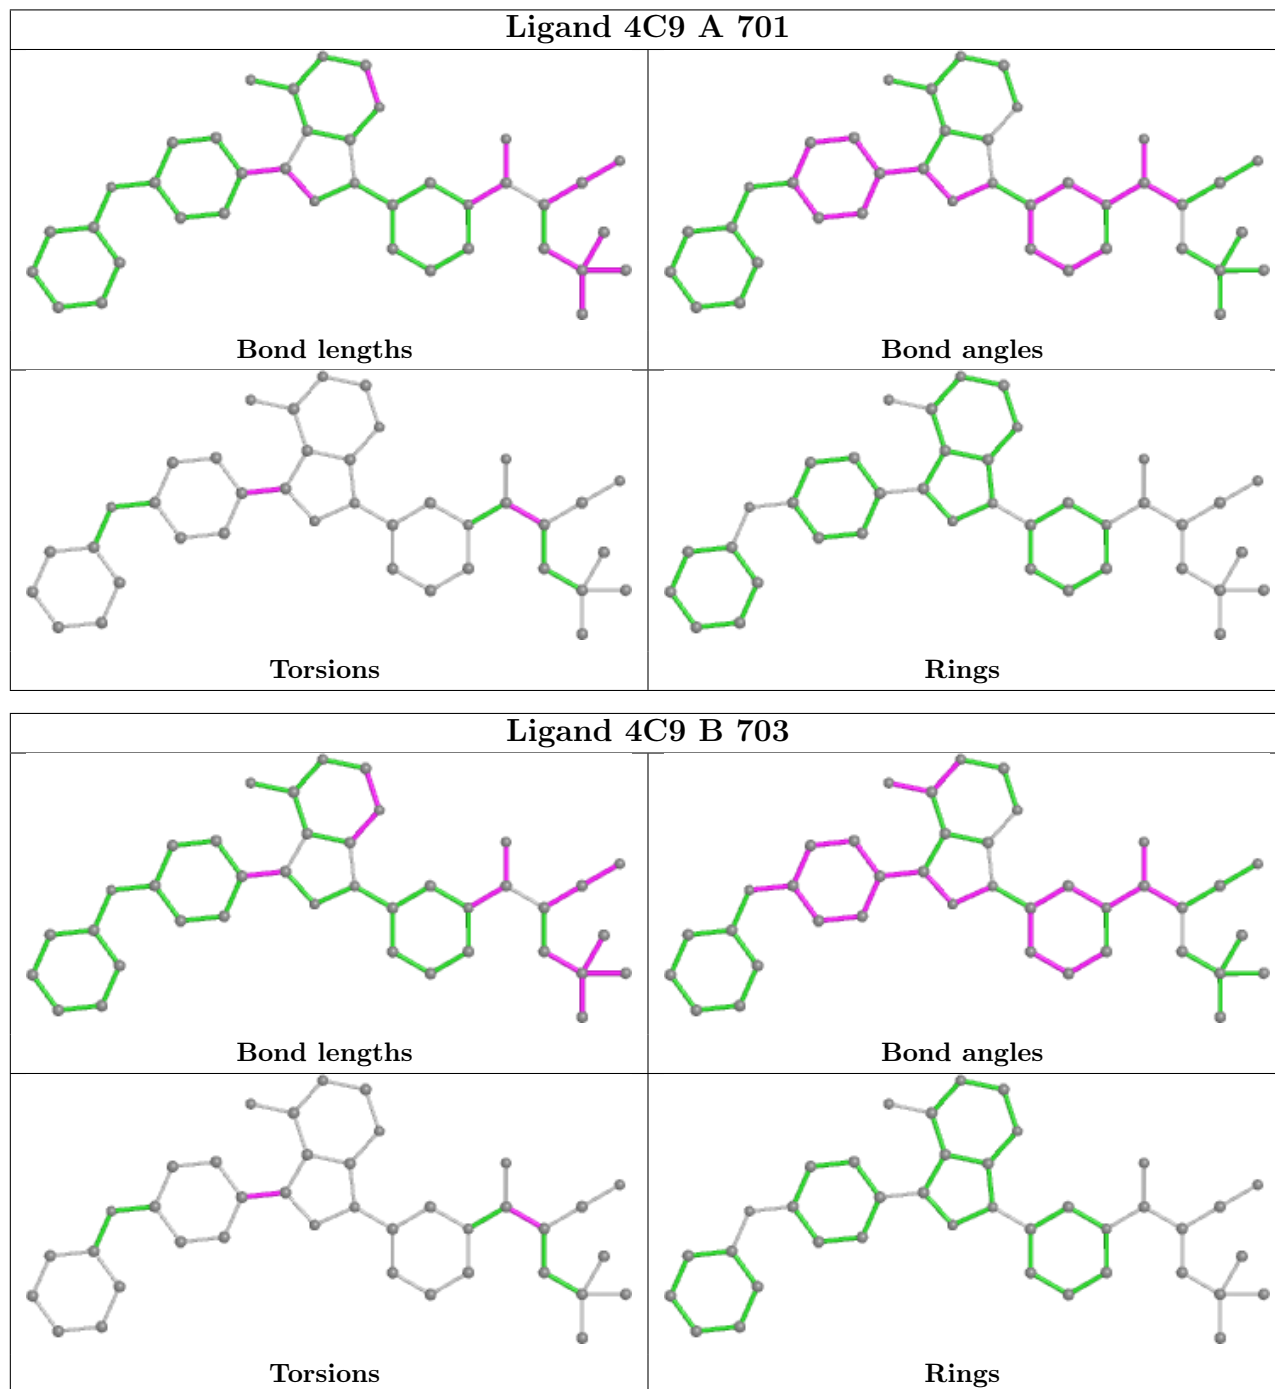 Ligand 4C9 A 701
Bond lengths
Bond angles
Torsions
Rings
Ligand 4C9 B 703
Bond lengths
Bond angles
Torsions
Rings